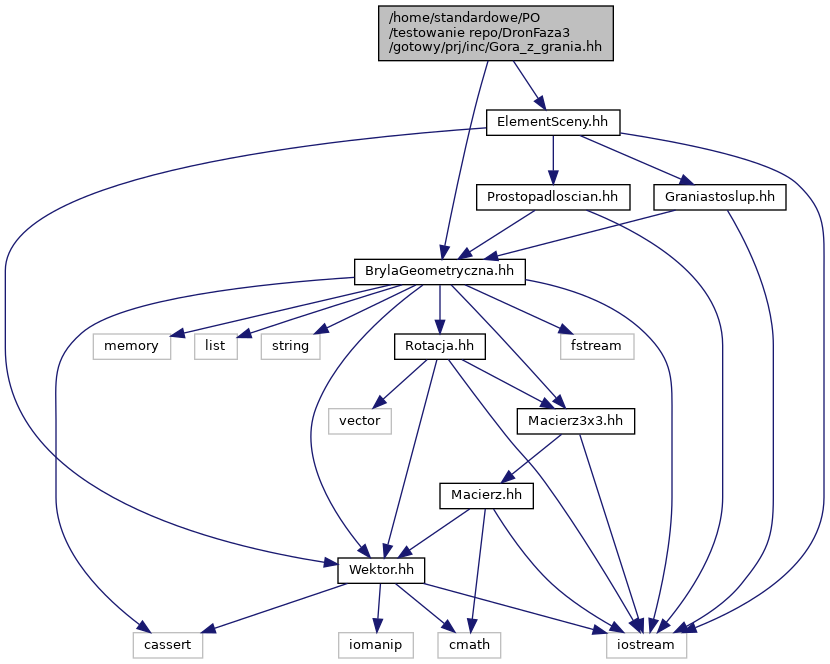 /home/standardowe/PO
/testowanie repo/DronFaza3
/gotowy/prj/inc/Gora_z_grania.hh
ElementSceny.hh
Prostopadloscian.hh
Graniastoslup.hh
BrylaGeometryczna.hh
memory
list
string
Rotacja.hh
fstream
vector
Macierz3x3.hh
Macierz.hh
Wektor.hh
cassert
iomanip
cmath
iostream